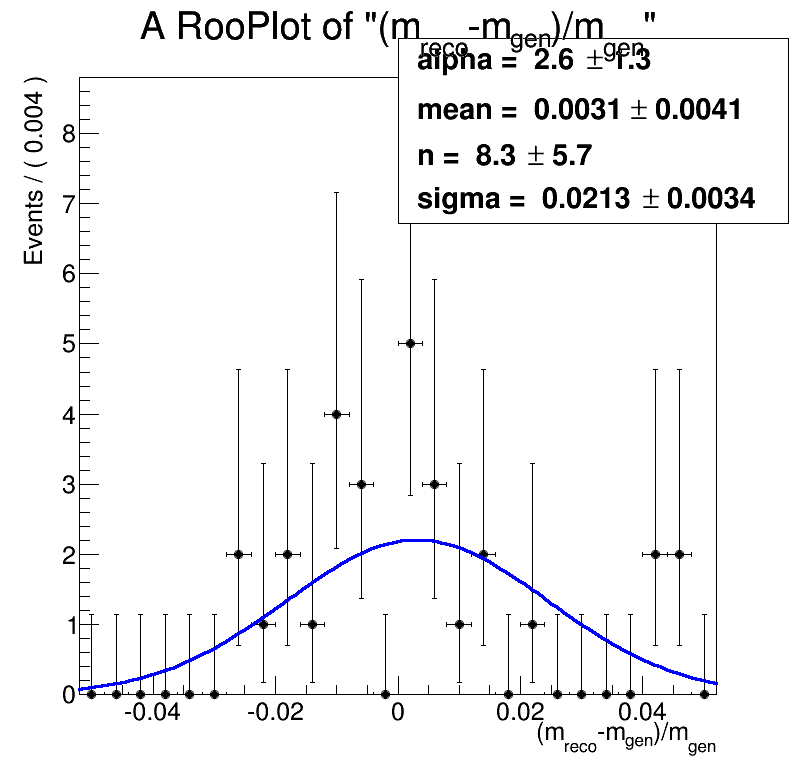 A RooPlot of "(m_reco-m_gen)/m_gen"
alpha = 2.6 ± 1.3
mean = 0.0031 ± 0.0041
n = 8.3 ± 5.7
sigma = 0.0213 ± 0.0034
Events / ( 0.004 )
8
7
6
5
4
3
2
1
0
-0.04 -0.02 0 0.02 0.04
(m_reco-m_gen)/m_gen